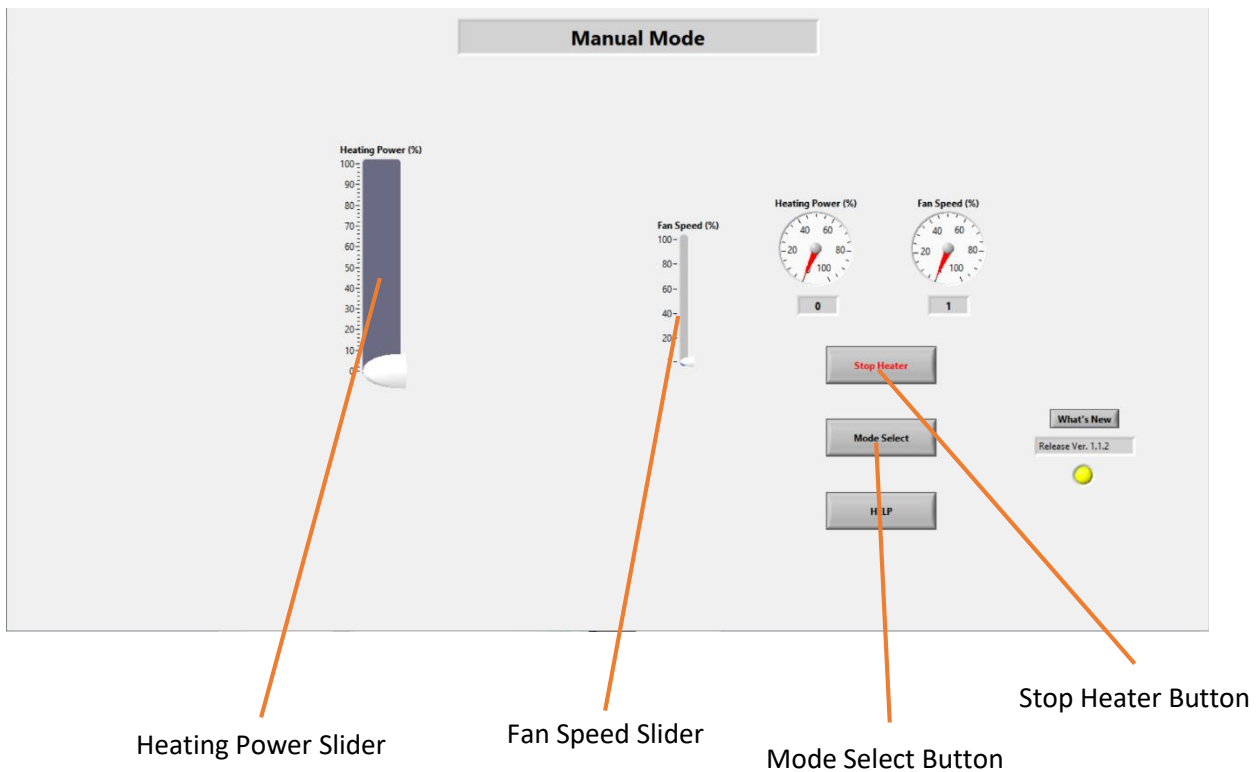 Manual Mode
Heating Power (%)
100
90
80
70
60
50
40
30
20
10
0
Fan Speed (%)
100
80
60
40
20
Heating Power (%)
20
40
60
80
100
0
Fan Speed (%)
20
40
60
80
100
1
Stop Heater
Mode Select
HELP
What's New
Release Ver. 1.1.2
Heating Power Slider
Fan Speed Slider
Mode Select Button
Stop Heater Button